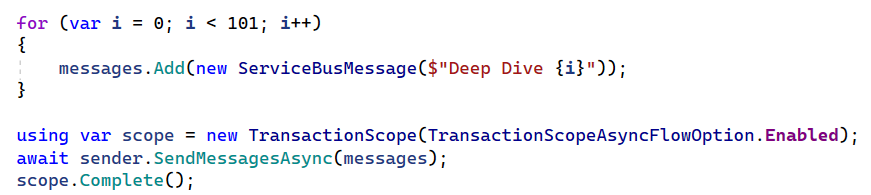 for (var i = 0; i < 101; i++)
{
    messages.Add(new ServiceBusMessage($"Deep Dive {i}"));
}

using var scope = new TransactionScope(TransactionScopeAsyncFlowOption.Enabled);
await sender.SendMessagesAsync(messages);
scope.Complete();